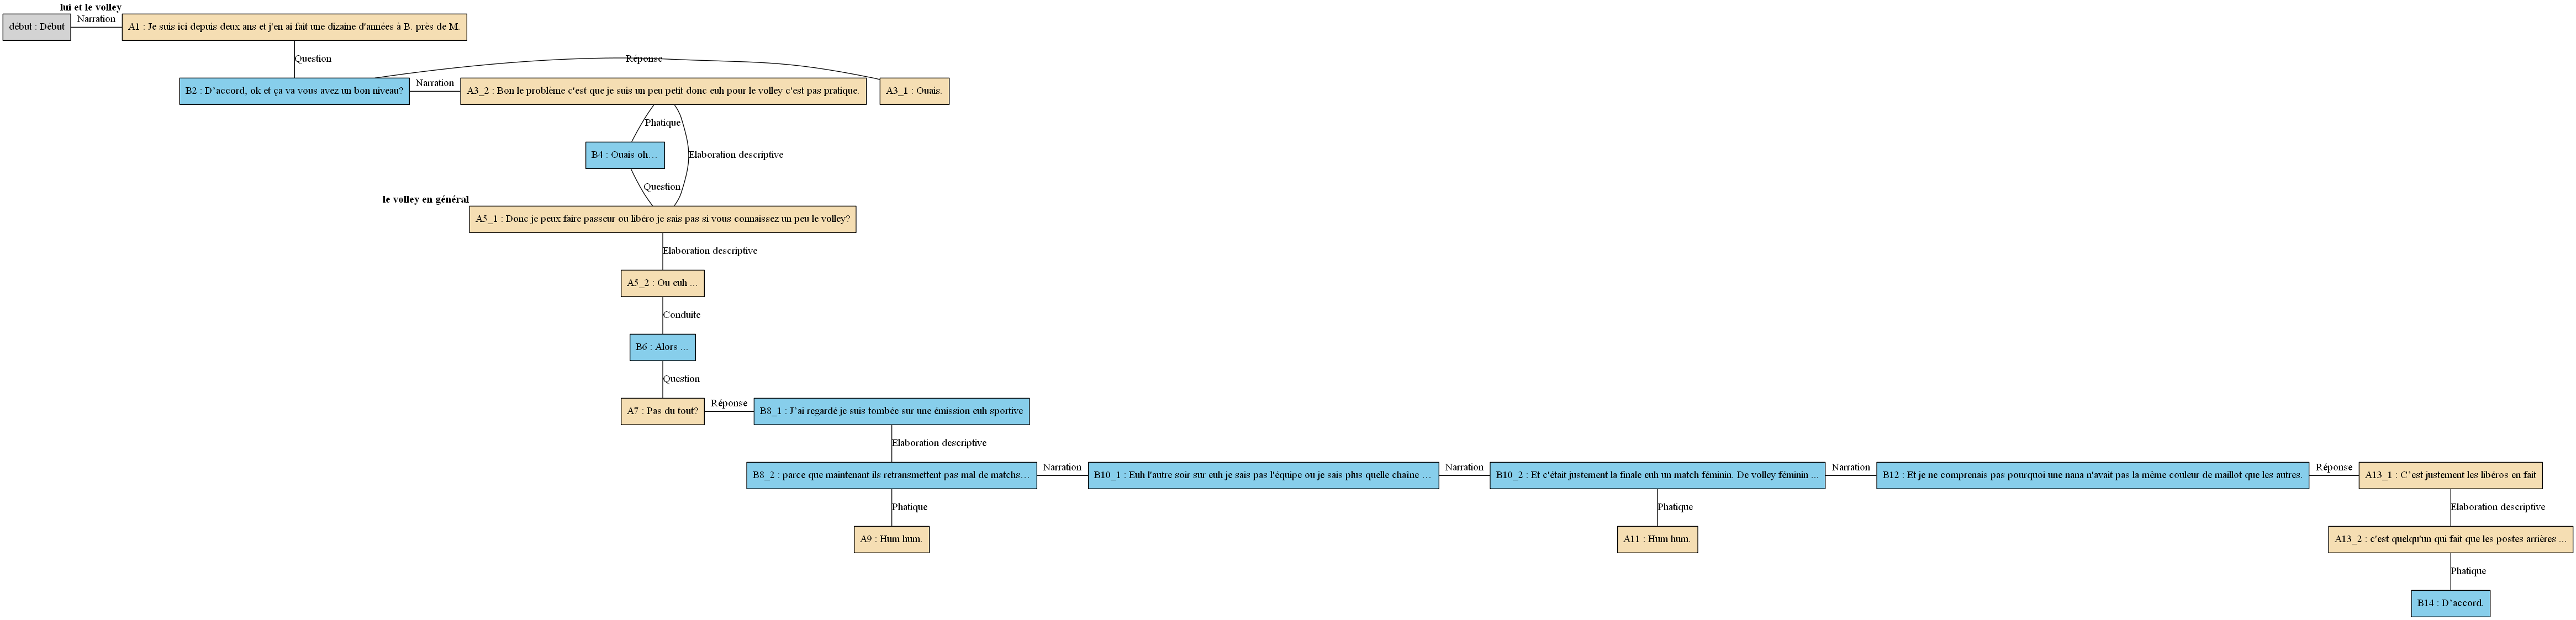 lui et le volley
début : Début
Narration
A1 : Je suis ici depuis deux ans et j'en ai fait une dizaine d'années à B. près de M.
Question
Réponse
B2 : D’accord, ok et ça va vous avez un bon niveau?
Narration
A3_2 : Bon le problème c'est que je suis un peu petit donc euh pour le volley c'est pas pratique.
A3_1 : Ouais.
Phatique
B4 : Ouais oh…
Elaboration descriptive
Question
le volley en général
A5_1 : Donc je peux faire passeur ou libéro je sais pas si vous connaissez un peu le volley?
Elaboration descriptive
A5_2 : Ou euh ...
Conduite
B6 : Alors ...
Question
A7 : Pas du tout?
Réponse
B8_1 : J’ai regardé je suis tombée sur une émission euh sportive
Elaboration descriptive
B8_2 : parce que maintenant ils retransmettent pas mal de matchs…
Narration
B10_1 : Euh l'autre soir sur euh je sais pas l'équipe ou je sais plus quelle chaîne …
Narration
B10_2 : Et c'était justement la finale euh un match féminin. De volley féminin ...
Narration
B12 : Et je ne comprenais pas pourquoi une nana n'avait pas la même couleur de maillot que les autres.
Réponse
A13_1 : C’est justement les libéros en fait
Phatique
Phatique
Elaboration descriptive
A9 : Hum hum.
A11 : Hum hum.
A13_2 : c'est quelqu'un qui fait que les postes arrières ...
Phatique
B14 : D’accord.